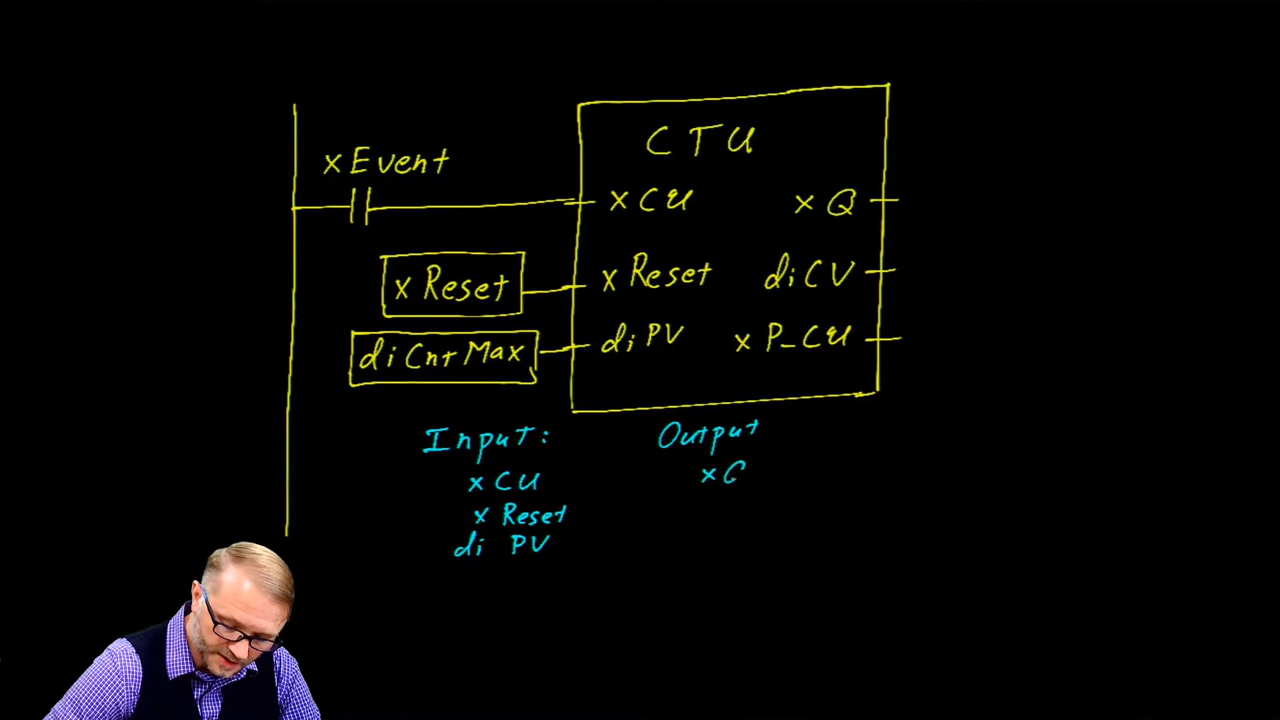 CTU
xEvent
xCU xQ
xReset xReset diCV
diCntMax diPV xP_CU
Input: Output
xCU xC
xReset
di PV